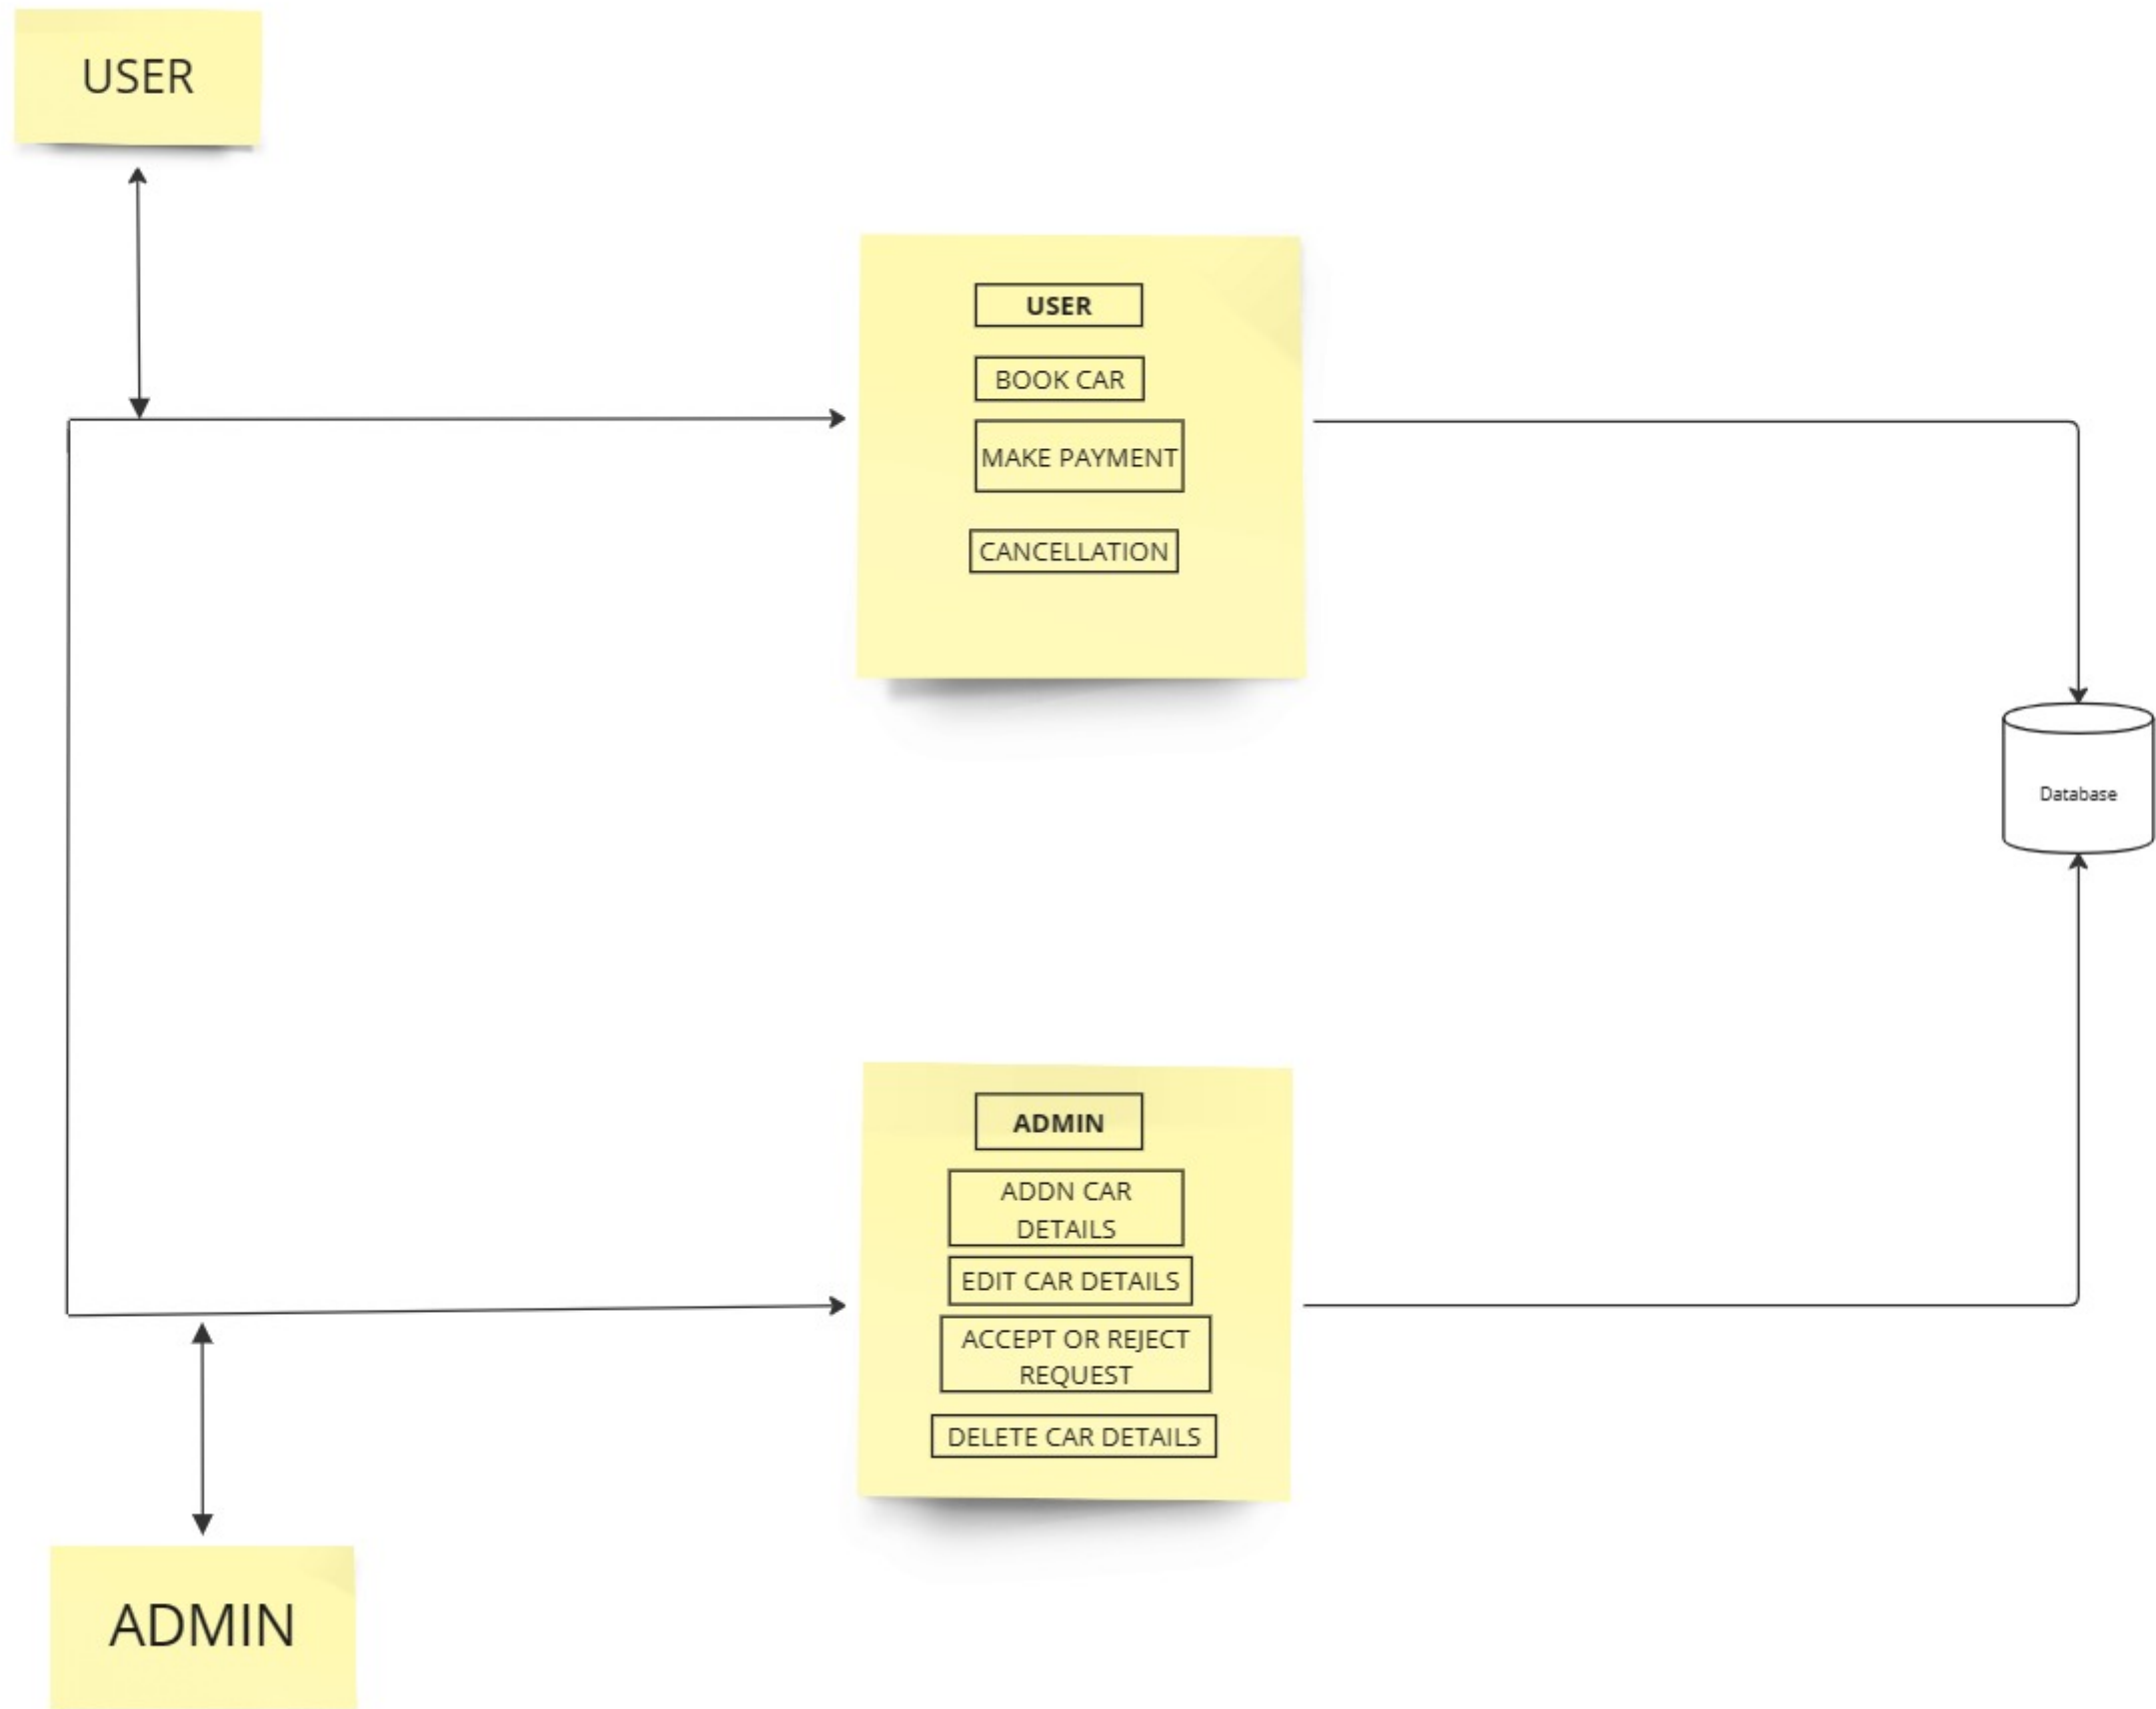 USER
USER
BOOK CAR
MAKE PAYMENT
CANCELLATION
Database
ADMIN
ADDN CAR
DETAILS
EDIT CAR DETAILS
ACCEPT OR REJECT
REQUEST
DELETE CAR DETAILS
ADMIN